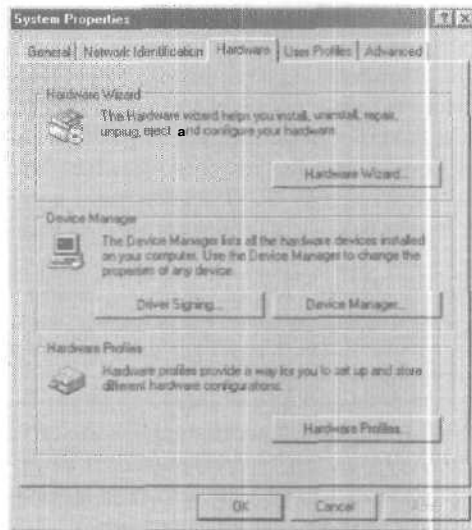 System Properties
General Network Identification Hardware User Profiles Advanced
Hardware Wizard
The Hardware wizard helps you install, uninstall, repair,
unplug, eject and configure your hardware.
Hardware Wizard...
Device Manager
The Device Manager lists all the hardware devices installed
on your computer. Use the Device Manager to change the
properties of any device.
Driver Signing...
Device Manager...
Hardware Profiles
Hardware profiles provide a way for you to set up and store
different hardware configurations.
Hardware Profiles...
OK
Cancel